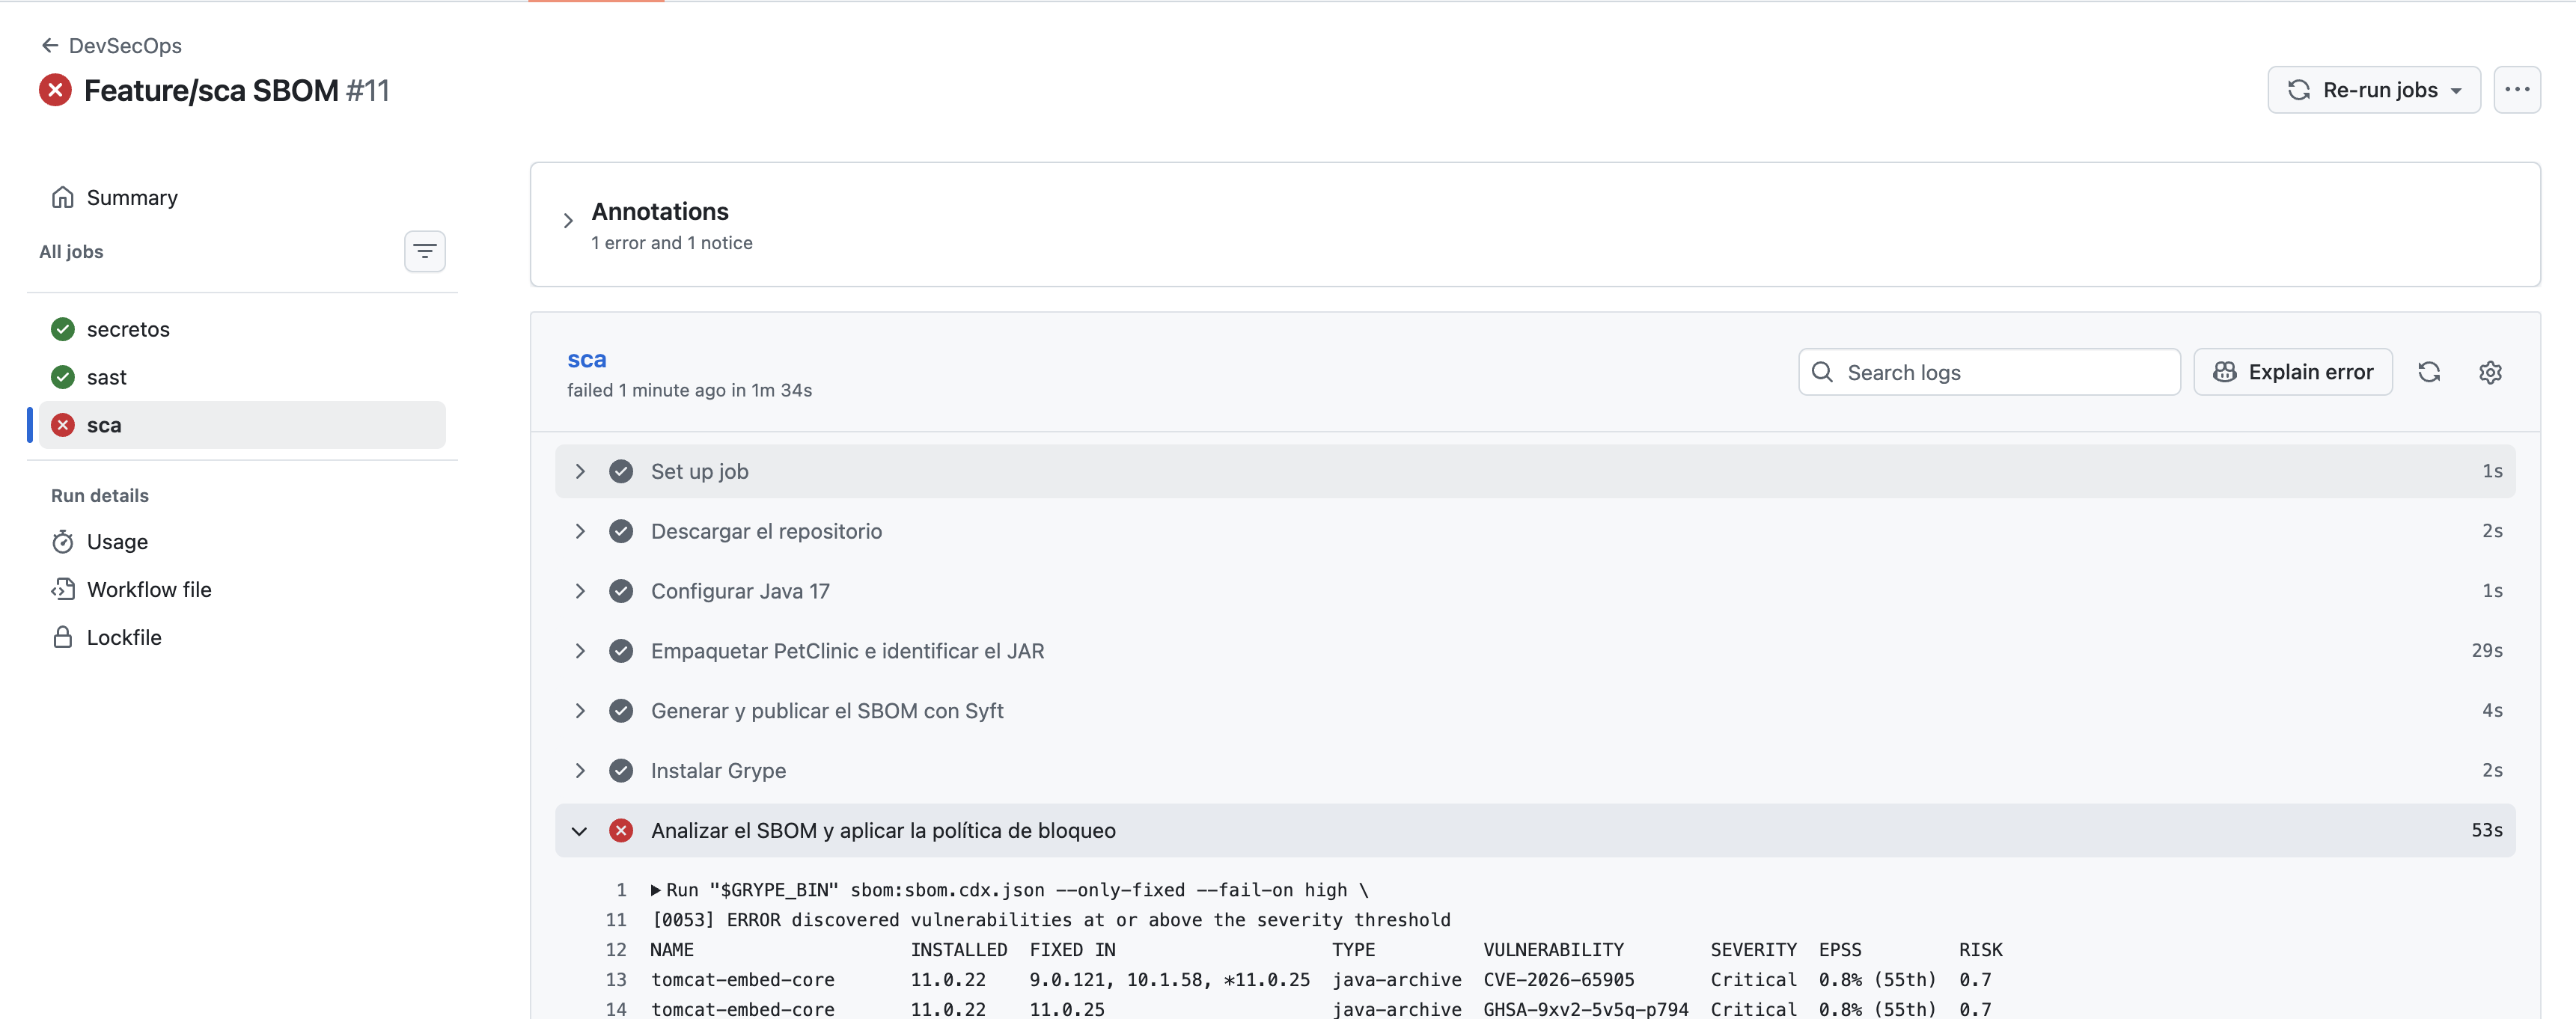 DevSecOps
Feature/sca SBOM #11
Re-run jobs
Summary
All jobs
secretos
sast
sca
Run details
Usage
Workflow file
Lockfile
Annotations
1 error and 1 notice
sca
failed 1 minute ago in 1m 34s
Search logs
Explain error
Set up job 1s
Descargar el repositorio 2s
Configurar Java 17 1s
Empaquetar PetClinic e identificar el JAR 29s
Generar y publicar el SBOM con Syft 4s
Instalar Grype 2s
Analizar el SBOM y aplicar la política de bloqueo 53s
1 Run "$GRYPE_BIN" sbom:sbom.cdx.json --only-fixed --fail-on high \
11 [0053] ERROR discovered vulnerabilities at or above the severity threshold
12 NAME INSTALLED FIXED IN TYPE VULNERABILITY SEVERITY EPSS RISK
13 tomcat-embed-core 11.0.22 9.0.121, 10.1.58, *11.0.25 java-archive CVE-2026-65905 Critical 0.8% (55th) 0.7
14 tomcat-embed-core 11.0.22 11.0.25 java-archive GHSA-9xv2-5v5q-p794 Critical 0.8% (55th) 0.7